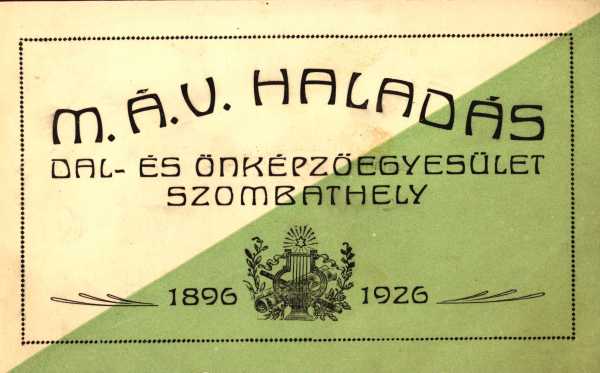 M. Á. V. HALADÁS
DAL- ÉS ÖNKÉPZŐEGYESÜLET
SZOMBATHELY
1896 1926